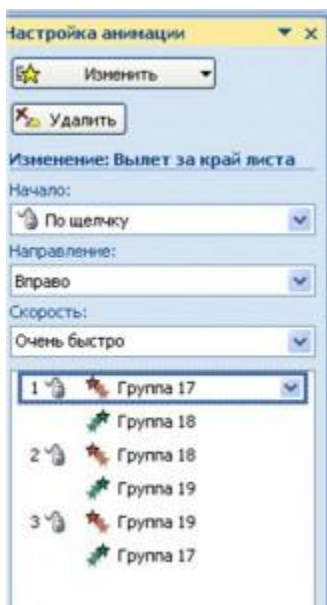 Настройка анимации
Изменить
Удалить
Изменение: Вылет за край листа
Начало:
По щелчку
Направление:
Вправо
Скорость:
Очень быстро
1 Группа 17
Группа 18
2 Группа 18
Группа 19
3 Группа 19
Группа 17